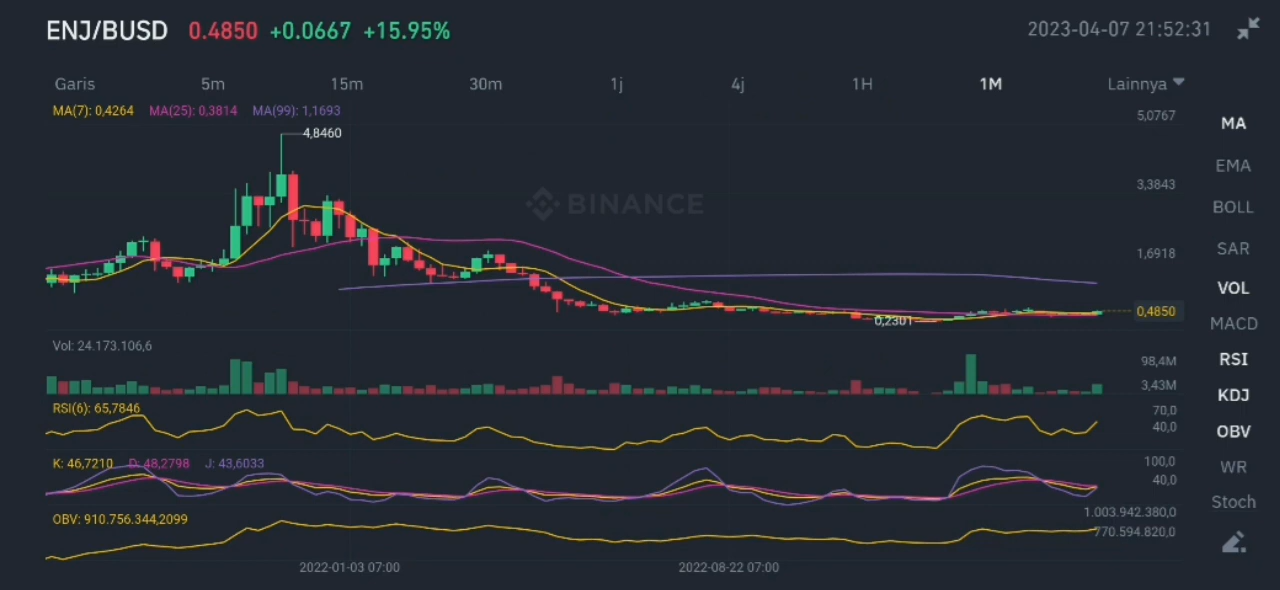 ENJ/BUSD 0.4850 +0.0667 +15.95% 2023-04-07 21:52:31
Garis 5m 15m 30m 1j 4j 1H 1M Lainnya
MA(7): 0,4264 MA(25): 0,3814 MA(99): 1,1693
5,0767
4,8460
3,3843
1,6918
0,4850
0,2301
BINANCE
Vol: 24.173.106,6
98,4M
3,43M
RSI(6): 65,7846
70,0
40,0
K: 46,7210 D: 48,2798 J: 43,6033
100,0
40,0
OBV: 910.756.344,2099
1.003.942.380,0
770.594.820,0
2022-01-03 07:00 2022-08-22 07:00
MA
EMA
BOLL
SAR
VOL
MACD
RSI
KDJ
OBV
WR
Stoch